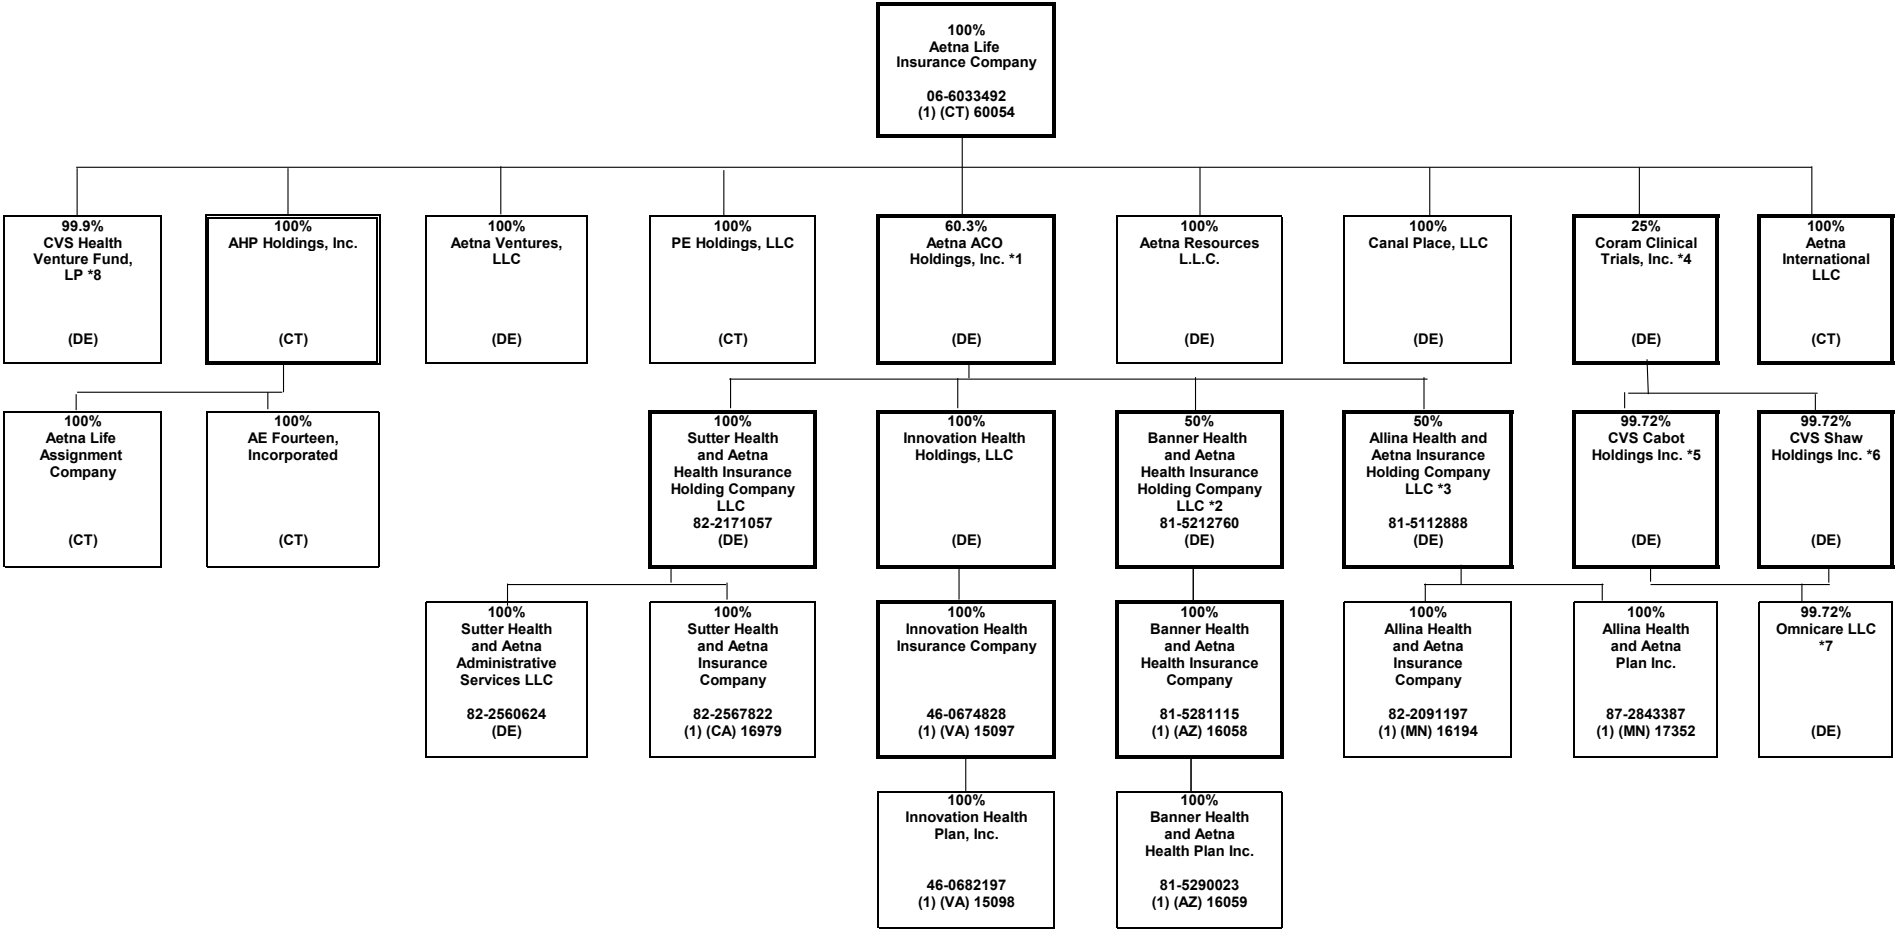 100%
Aetna Life
Insurance Company
06-6033492
(1) (CT) 60054
99.9%
CVS Health
Venture Fund,
LP *8
(DE)
100%
AHP Holdings, Inc.
(CT)
100%
Aetna Ventures,
LLC
(DE)
100%
PE Holdings, LLC
(CT)
60.3%
Aetna ACO
Holdings, Inc. *1
(DE)
100%
Aetna Resources
L.L.C.
(DE)
100%
Canal Place, LLC
(DE)
25%
Coram Clinical
Trials, Inc. *4
(DE)
100%
Aetna
International
LLC
(CT)
100%
Aetna Life
Assignment
Company
(CT)
100%
AE Fourteen,
Incorporated
(CT)
100%
Sutter Health
and Aetna
Health Insurance
Holding Company
LLC
82-2171057
(DE)
100%
Innovation Health
Holdings, LLC
(DE)
50%
Banner Health
and Aetna
Health Insurance
Holding Company
LLC *2
81-5212760
(DE)
50%
Allina Health and
Aetna Insurance
Holding Company
LLC *3
81-5112888
(DE)
99.72%
CVS Cabot
Holdings Inc. *5
(DE)
99.72%
CVS Shaw
Holdings Inc. *6
(DE)
100%
Sutter Health
and Aetna
Administrative
Services LLC
82-2560624
(DE)
100%
Sutter Health
and Aetna
Insurance
Company
82-2567822
(1) (CA) 16979
100%
Innovation Health
Insurance Company
46-0674828
(1) (VA) 15097
100%
Banner Health
and Aetna
Health Insurance
Company
81-5281115
(1) (AZ) 16058
100%
Allina Health
and Aetna
Insurance
Company
82-2091197
(1) (MN) 16194
100%
Allina Health
and Aetna
Plan Inc.
87-2843387
(1) (MN) 17352
99.72%
Omnicare LLC
*7
(DE)
100%
Innovation Health
Plan, Inc.
46-0682197
(1) (VA) 15098
100%
Banner Health
and Aetna
Health Plan Inc.
81-5290023
(1) (AZ) 16059